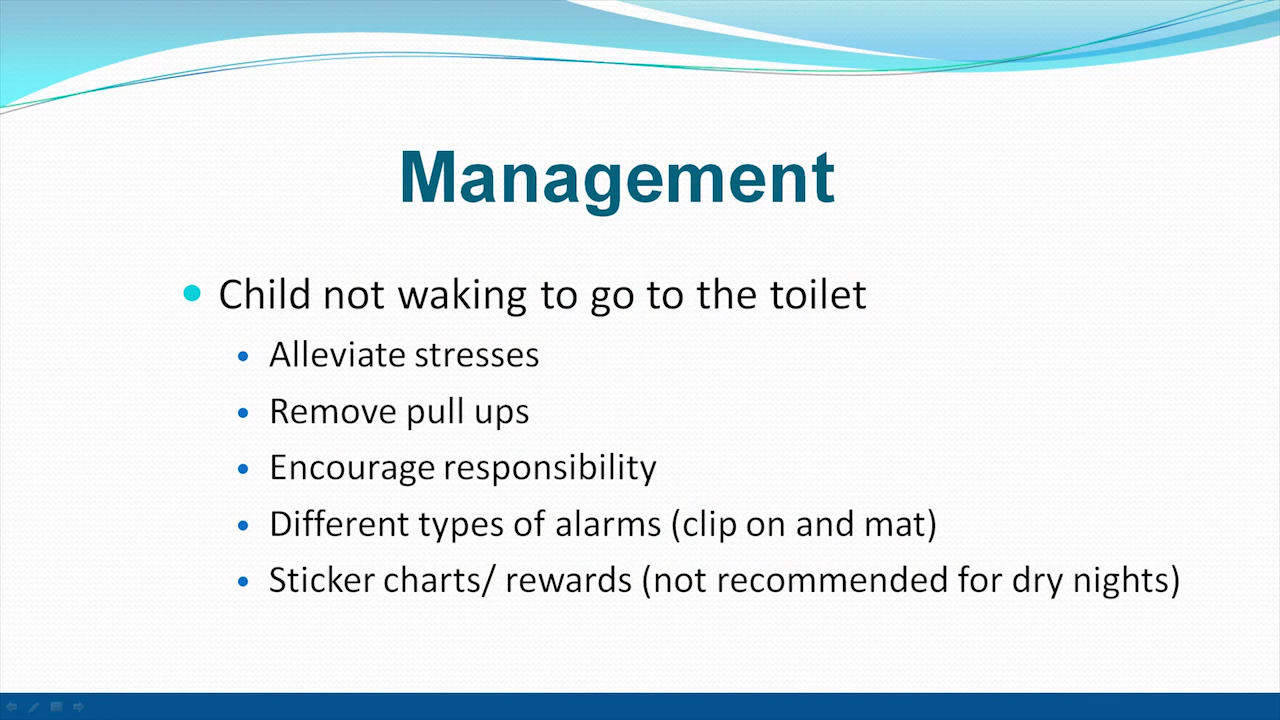 Management
Child not waking to go to the toilet
Alleviate stresses
Remove pull ups
Encourage responsibility
Different types of alarms (clip on and mat)
Sticker charts/ rewards (not recommended for dry nights)